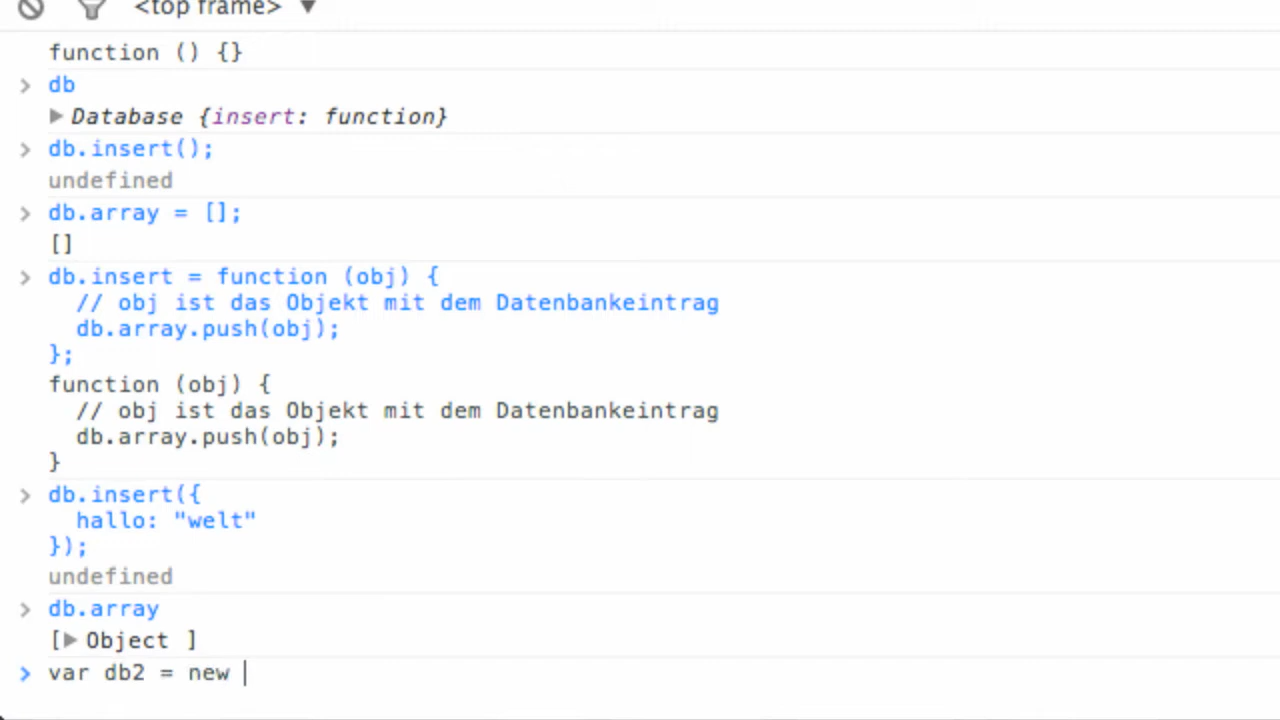 <top frame> ▼
function () {}
> db
▶ Database {insert: function}
> db.insert();
undefined
> db.array = [];
[]
> db.insert = function (obj) {
// obj ist das Objekt mit dem Datenbankeintrag
db.array.push(obj);
};
function (obj) {
// obj ist das Objekt mit dem Datenbankeintrag
db.array.push(obj);
}
> db.insert({
hallo: "welt"
});
undefined
> db.array
[▶ Object ]
> var db2 = new